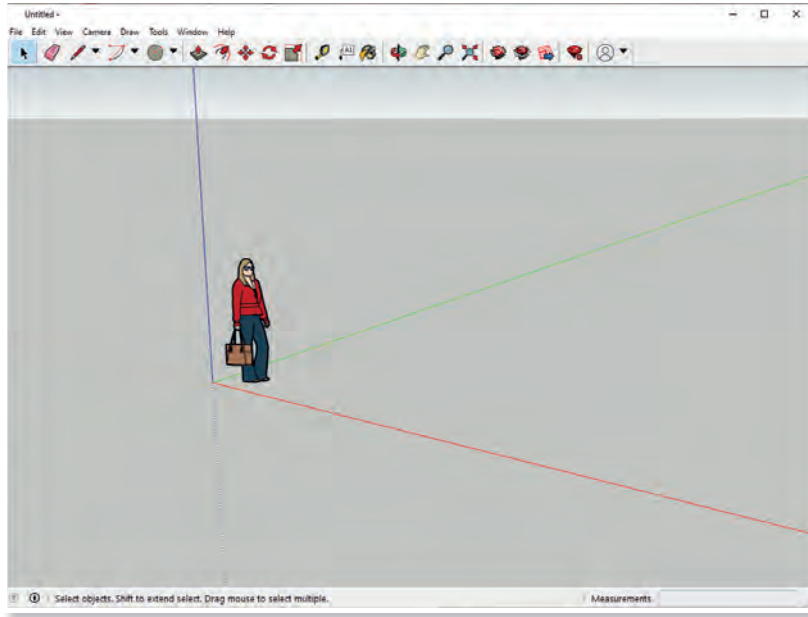 Untitled -
File Edit View Camera Draw Tools Window Help
A1
Select objects. Shift to extend select. Drag mouse to select multiple.
Measurements